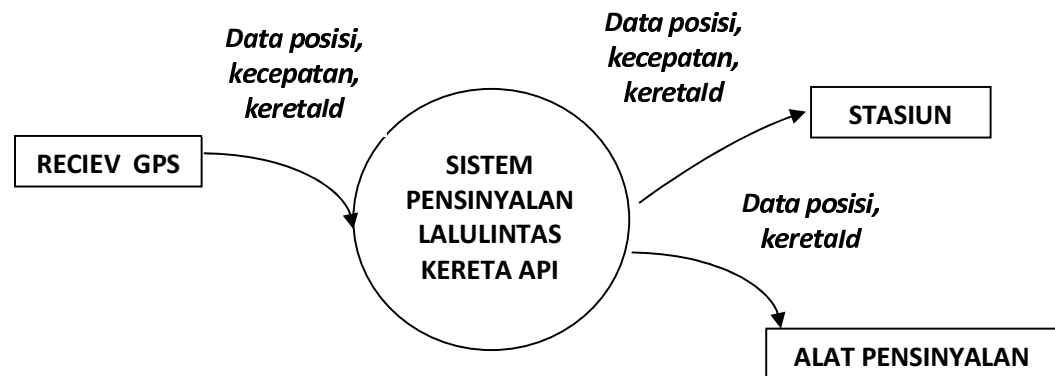 Data posisi,
kecepatan,
keretaId
Data posisi,
kecepatan,
keretaId
STASIUN
RECIEV GPS
SISTEM
PENSINYALAN
LALULINTAS
KERETA API
Data posisi,
keretaId
ALAT PENSINYALAN